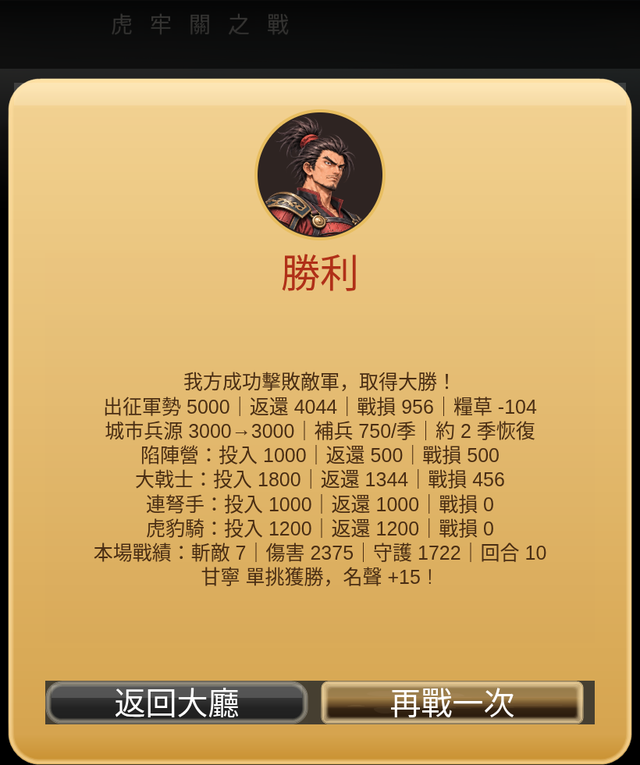 虎牢關之戰
勝利
我方成功擊敗敵軍，取得大勝！
出征軍勢 5000｜返還 4044｜戰損 956｜糧草 -104
城市兵源 3000→3000｜補兵 750/季｜約 2 季恢復
陷陣營：投入 1000｜返還 500｜戰損 500
大戟士：投入 1800｜返還 1344｜戰損 456
連弩手：投入 1000｜返還 1000｜戰損 0
虎豹騎：投入 1200｜返還 1200｜戰損 0
本場戰績：斬敵 7｜傷害 2375｜守護 1722｜回合 10
甘寧 單挑獲勝，名聲 +15！
返回大廳
再戰一次